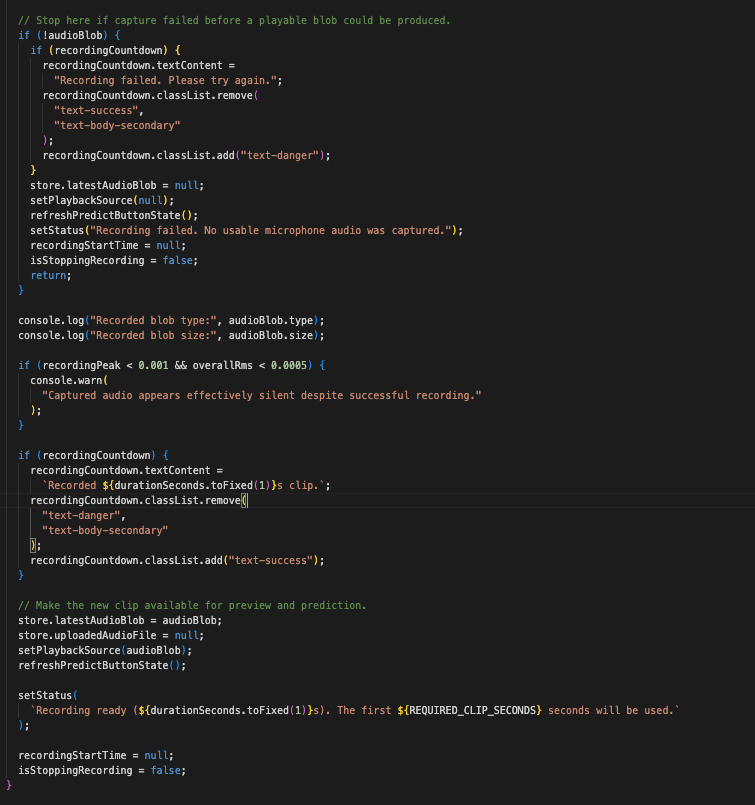 // Stop here if capture failed before a playable blob could be produced.
if (!audioBlob) {
  if (recordingCountdown) {
    recordingCountdown.textContent =
      "Recording failed. Please try again.";
    recordingCountdown.classList.remove(
      "text-success",
      "text-body-secondary"
    );
    recordingCountdown.classList.add("text-danger");
  }
  store.latestAudioBlob = null;
  setPlaybackSource(null);
  refreshPredictButtonState();
  setStatus("Recording failed. No usable microphone audio was captured.");
  recordingStartTime = null;
  isStoppingRecording = false;
  return;
}

console.log("Recorded blob type:", audioBlob.type);
console.log("Recorded blob size:", audioBlob.size);

if (recordingPeak < 0.001 && overallRms < 0.0005) {
  console.warn(
    "Captured audio appears effectively silent despite successful recording."
  );
}

if (recordingCountdown) {
  recordingCountdown.textContent =
    `Recorded ${durationSeconds.toFixed(1)}s clip.`;
  recordingCountdown.classList.remove(
    "text-danger",
    "text-body-secondary"
  );
  recordingCountdown.classList.add("text-success");
}

// Make the new clip available for preview and prediction.
store.latestAudioBlob = audioBlob;
store.uploadedAudioFile = null;
setPlaybackSource(audioBlob);
refreshPredictButtonState();

setStatus(
  `Recording ready (${durationSeconds.toFixed(1)}s). The first ${REQUIRED_CLIP_SECONDS} seconds will be used.`
);

recordingStartTime = null;
isStoppingRecording = false;
}